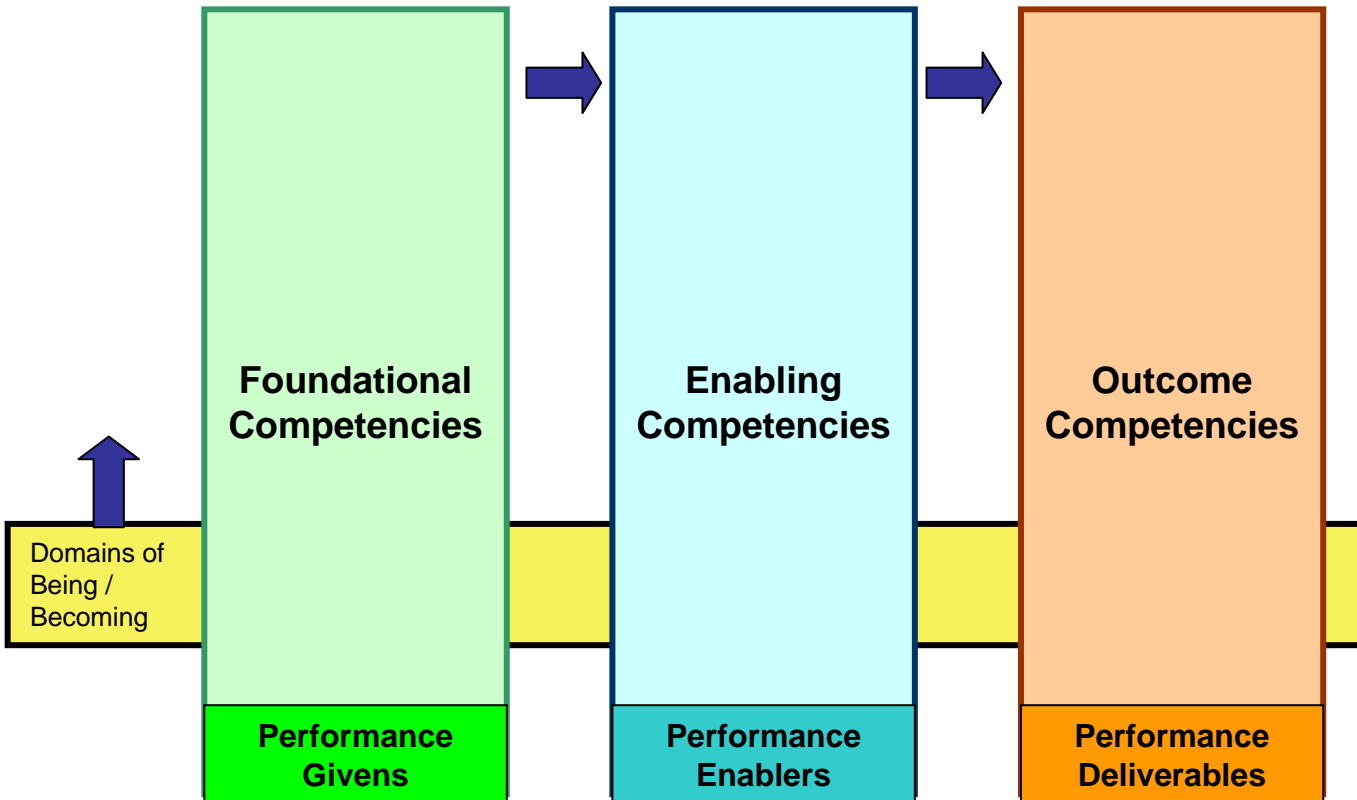 Foundational
Competencies
Enabling
Competencies
Outcome
Competencies
Domains of
Being /
Becoming
Performance
Givens
Performance
Enablers
Performance
Deliverables